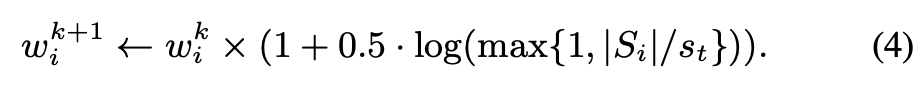 w_i^{k+1} ← w_i^k × (1 + 0.5 · log(max{1, |S_i|/s_t})). (4)